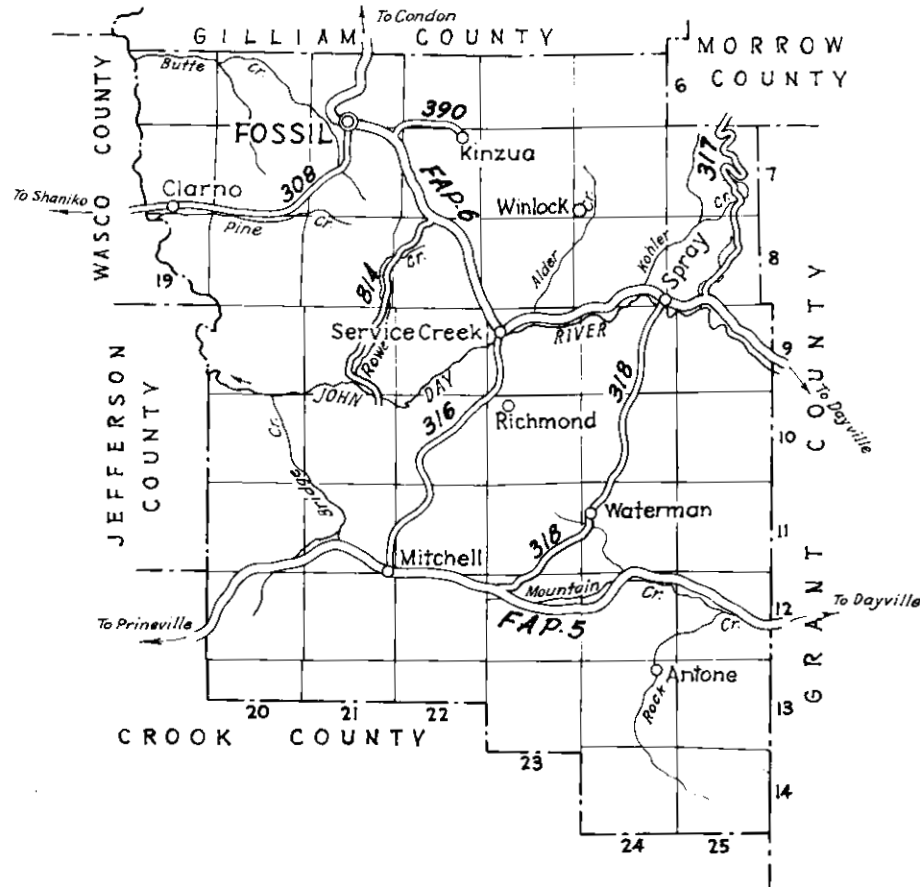 To Condon
GILLIAM COUNTY
MORROW
COUNTY
WASCO COUNTY
Butte
Cr.
6
390
FOSSIL
Kinzua
317
7
308
FAP-6
To Shaniko
Clarno
Winlock
Cr.
Cr.
Pine
Cr.
Kohler
Alder
Spray
8
19
814
Cr.
Service Creek
RIVER
Rowe
9
JEFFERSON
COUNTY
JOHN
DAY
318
316
To Dayville
Richmond
10
Cr.
Bridge
Waterman
11
318
Mitchell
Mountain
Cr.
To Dayville
12
To Prineville
FAP-5
Cr.
GRANT COUNTY
Antone
Rock
13
20
21
22
CROOK COUNTY
23
14
24
25